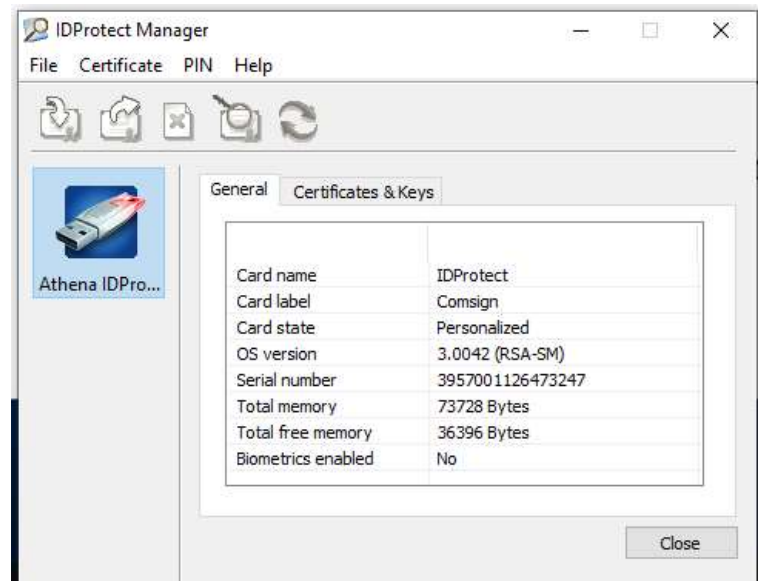 IDProtect Manager
File Certificate PIN Help
General Certificates & Keys
Athena IDPro...
Card name IDProtect
Card label Comsign
Card state Personalized
OS version 3.0042 (RSA-SM)
Serial number 3957001126473247
Total memory 73728 Bytes
Total free memory 36396 Bytes
Biometrics enabled No
Close